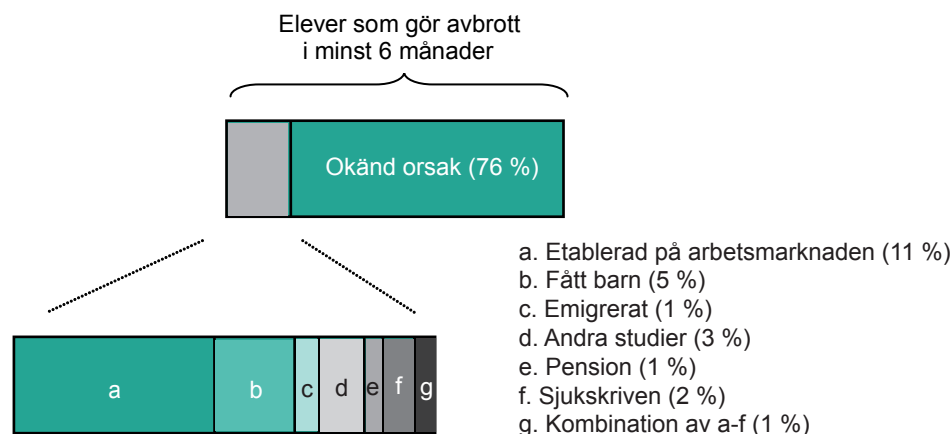 Elever som gör avbrott
i minst 6 månader
Okänd orsak (76 %)
a. Etablerad på arbetsmarknaden (11 %)
b. Fått barn (5 %)
c. Emigrerat (1 %)
d. Andra studier (3 %)
e. Pension (1 %)
f. Sjukskriven (2 %)
g. Kombination av a-f (1 %)
a b c d e f g